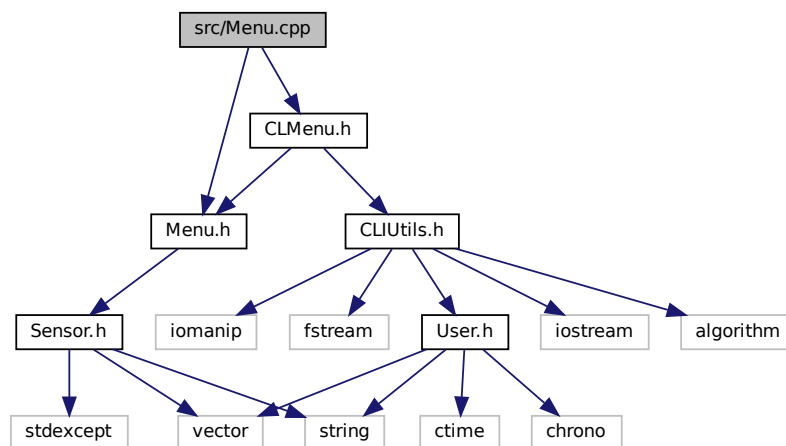 src/Menu.cpp
CLMenu.h
Menu.h
CLIUtils.h
Sensor.h
iomanip
fstream
User.h
iostream
algorithm
stdexcept
vector
string
ctime
chrono